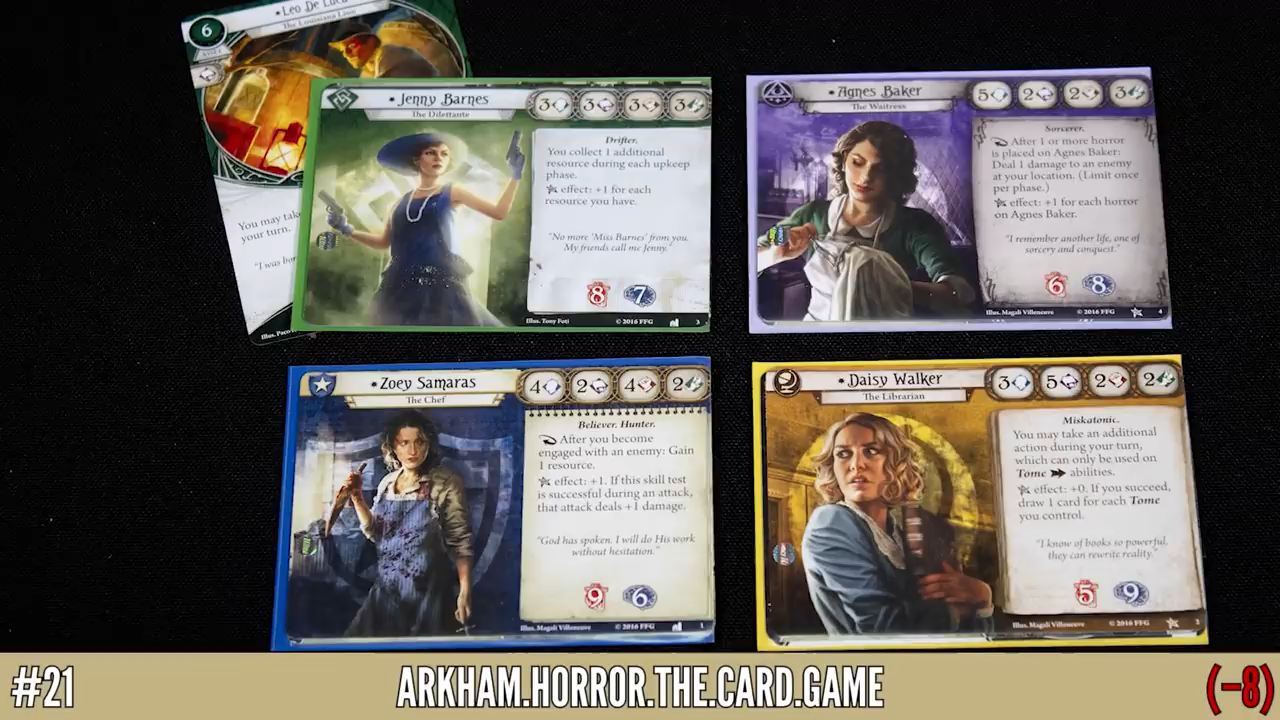 6
•Leo De Luca
The Louisiana Lion
ASSET
You may take
your turn.
"I was bor
•Jenny Barnes
The Dilettante
3 3 3 3
Drifter.
You collect 1 additional
resource during each upkeep
phase.
effect: +1 for each
resource you have.
"No more 'Miss Barnes' from you.
My friends call me Jenny."
8 7
Illus. Tony Foti © 2016 FFG 3
•Agnes Baker
The Waitress
5 2 2 3
Sorcerer.
After 1 or more horror
is placed on Agnes Baker:
Deal 1 damage to an enemy
at your location. (Limit once
per phase.)
effect: +1 for each horror
on Agnes Baker.
"I remember another life, one of
sorcery and conquest."
6 8
Illus. Magali Villeneuve © 2016 FFG 4
•Zoey Samaras
The Chef
4 2 4 2
Believer. Hunter.
After you become
engaged with an enemy: Gain
1 resource.
effect: +1. If this skill test
is successful during an attack,
that attack deals +1 damage.
"God has spoken. I will do His work
without hesitation."
9 6
Illus. Magali Villeneuve © 2016 FFG 1
•Daisy Walker
The Librarian
3 5 2 2
Miskatonic.
You may take an additional
action during your turn,
which can only be used on
Tome abilities.
effect: +0. If you succeed,
draw 1 card for each Tome
you control.
"I know of books so powerful,
they can rewrite reality."
5 9
Illus. Magali Villeneuve © 2016 FFG 2
#21 ARKHAM.HORROR.THE.CARD.GAME (-8)